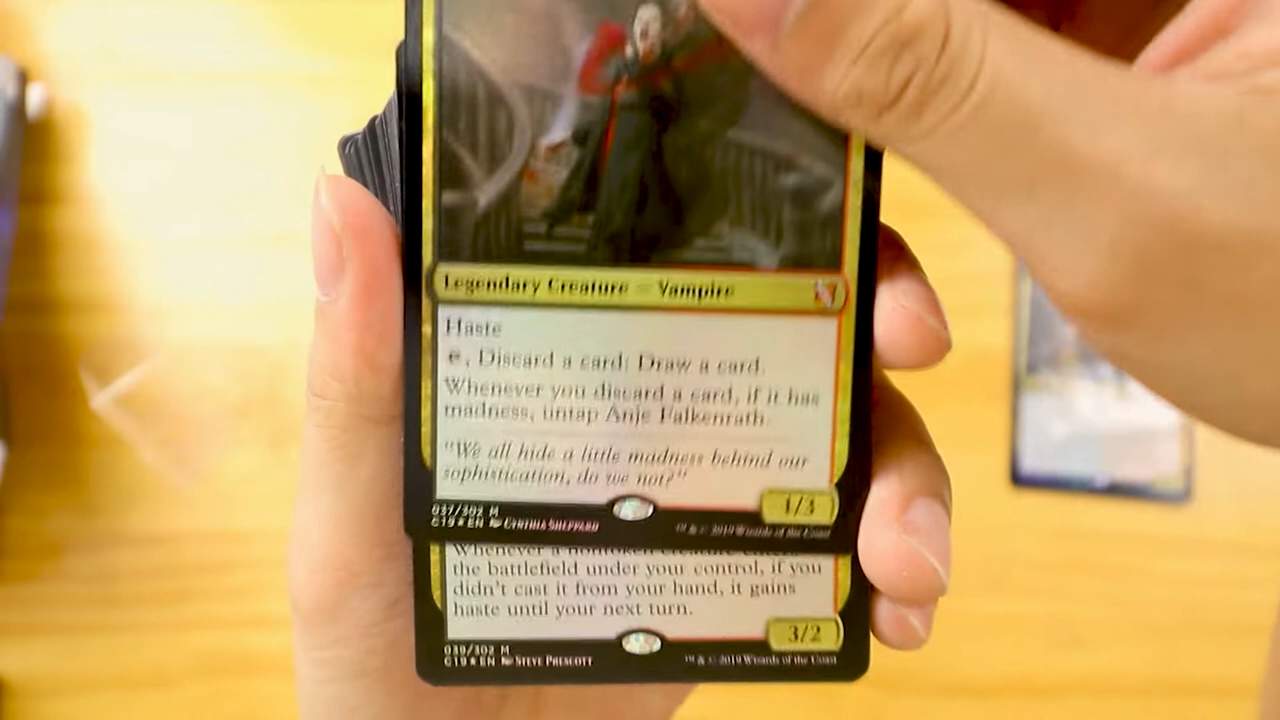 Legendary Creature — Vampire
Haste
, Discard a card: Draw a card.
Whenever you discard a card, if it has
madness, untap Anje Falkenrath.
"We all hide a little madness behind our
sophistication, do we not?"
1/3
037/302 M
C19 ★ EN Cynthia Sheppard
™ & © 2019 Wizards of the Coast
Whenever a nontoken creature enters
the battlefield under your control, if you
didn't cast it from your hand, it gains
haste until your next turn.
3/2
039/302 M
C19 ★ EN Steve Prescott
™ & © 2019 Wizards of the Coast